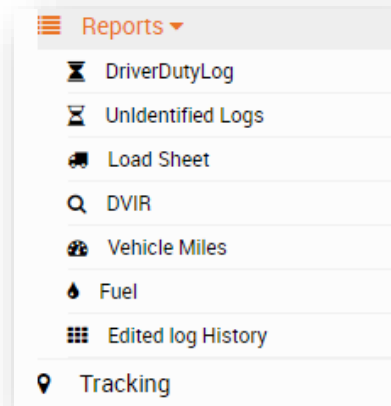 Reports
DriverDutyLog
UnIdentified Logs
Load Sheet
DVIR
Vehicle Miles
Fuel
Edited log History
Tracking